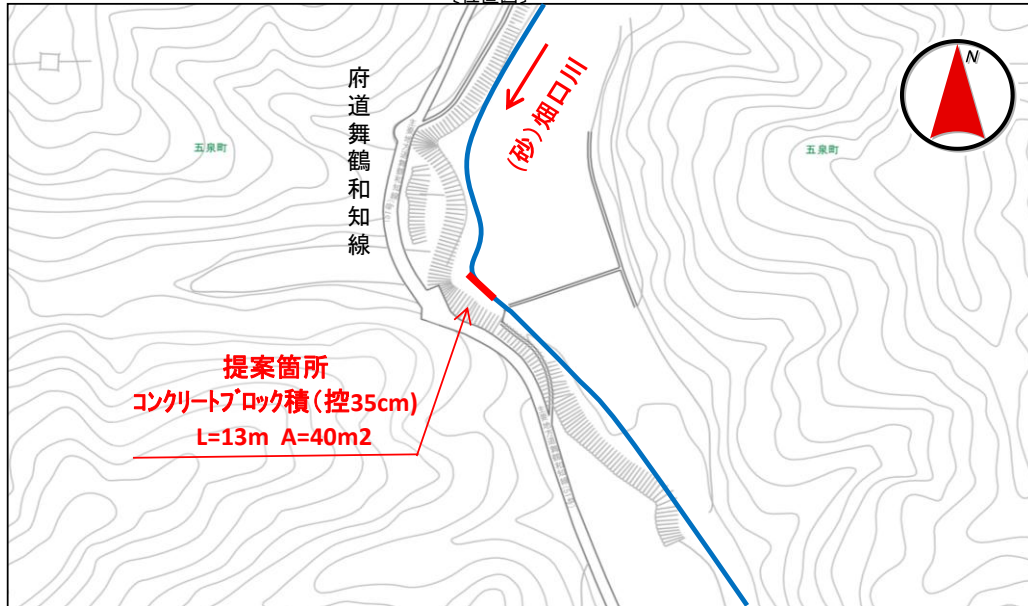 府道舞鶴和知線
(砂)畑口川
N
五泉町
五泉町
提案箇所
コンクリートブロック積(控35cm)
L=13m A=40m2